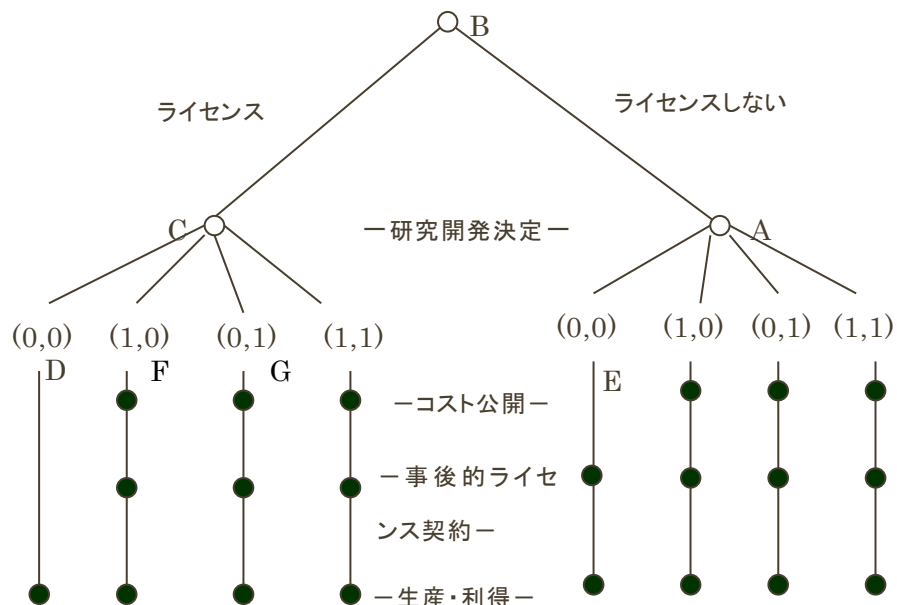 B
ライセンス
ライセンスしない
C
ー研究開発決定ー
A
(0,0) (1,0) (0,1) (1,1)
(0,0) (1,0) (0,1) (1,1)
D F G
E
ーコスト公開ー
ー事後的ライセ
ンス契約ー
ー生産・利得ー